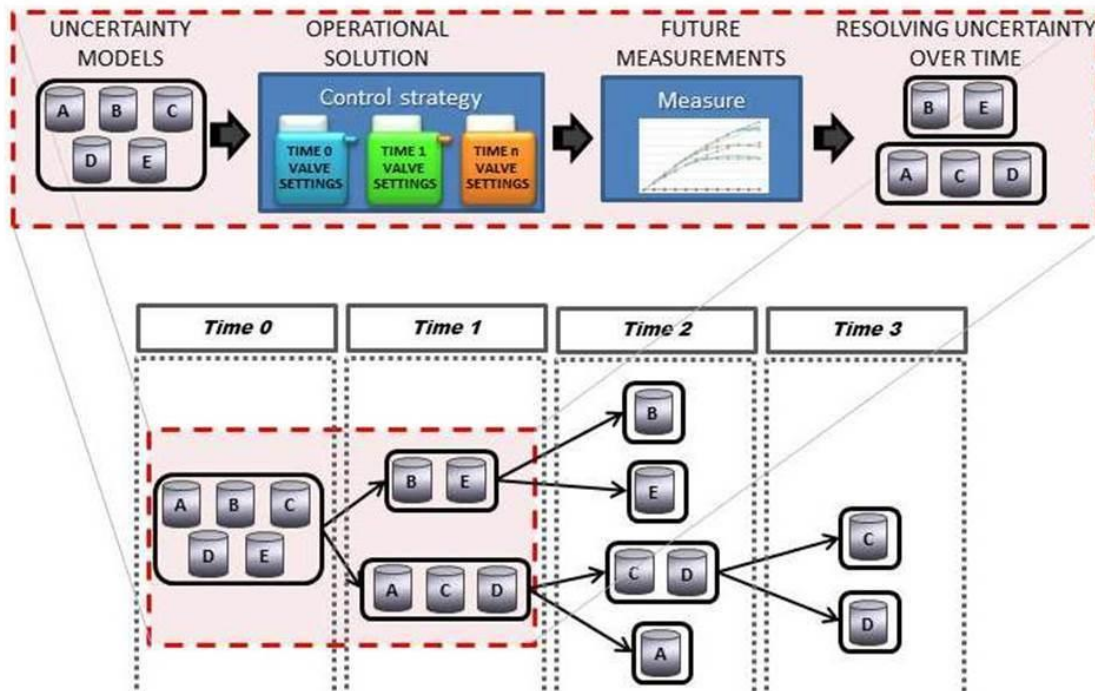 UNCERTAINTY
MODELS
OPERATIONAL
SOLUTION
FUTURE
MEASUREMENTS
RESOLVING UNCERTAINTY
OVER TIME
A B C
D E
Control strategy
TIME 0
VALVE
SETTINGS
TIME 1
VALVE
SETTINGS
TIME n
VALVE
SETTINGS
Measure
B E
A C D
Time 0
Time 1
Time 2
Time 3
A B C
D E
B E
A C D
B
E
C D
A
C
D